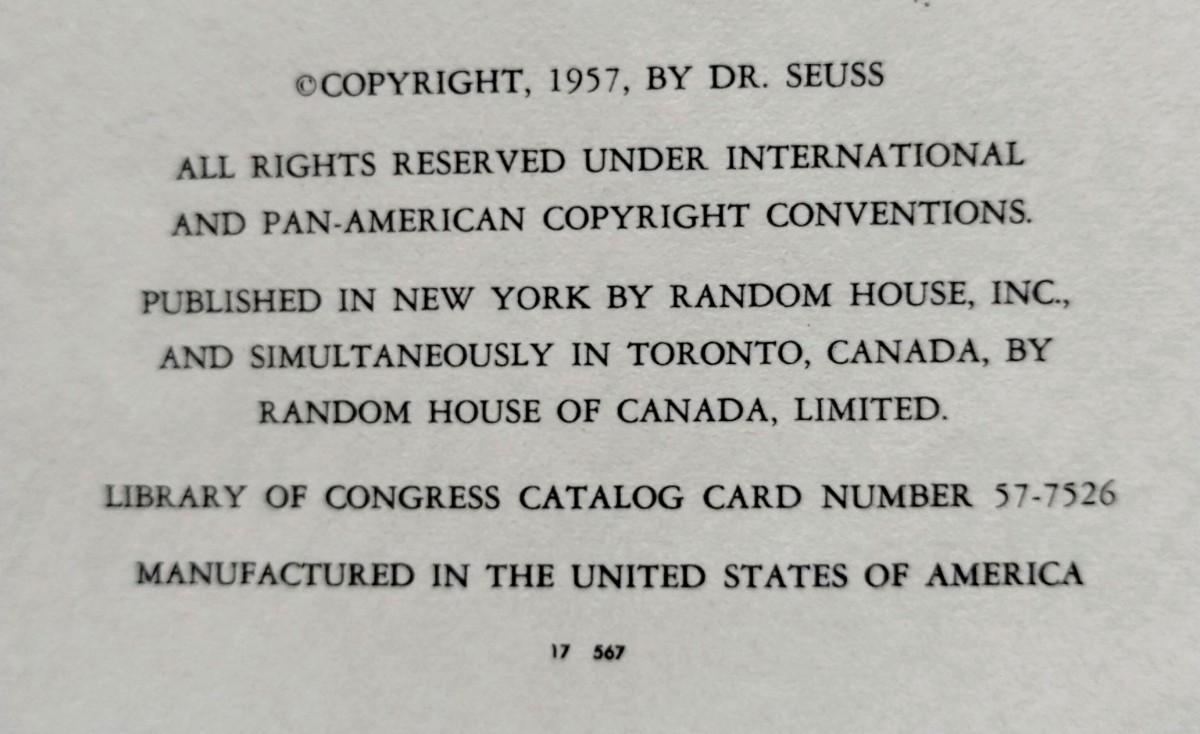 ©COPYRIGHT, 1957, BY DR. SEUSS
ALL RIGHTS RESERVED UNDER INTERNATIONAL
AND PAN-AMERICAN COPYRIGHT CONVENTIONS.
PUBLISHED IN NEW YORK BY RANDOM HOUSE, INC.,
AND SIMULTANEOUSLY IN TORONTO, CANADA, BY
RANDOM HOUSE OF CANADA, LIMITED.
LIBRARY OF CONGRESS CATALOG CARD NUMBER 57-7526
MANUFACTURED IN THE UNITED STATES OF AMERICA
17 567